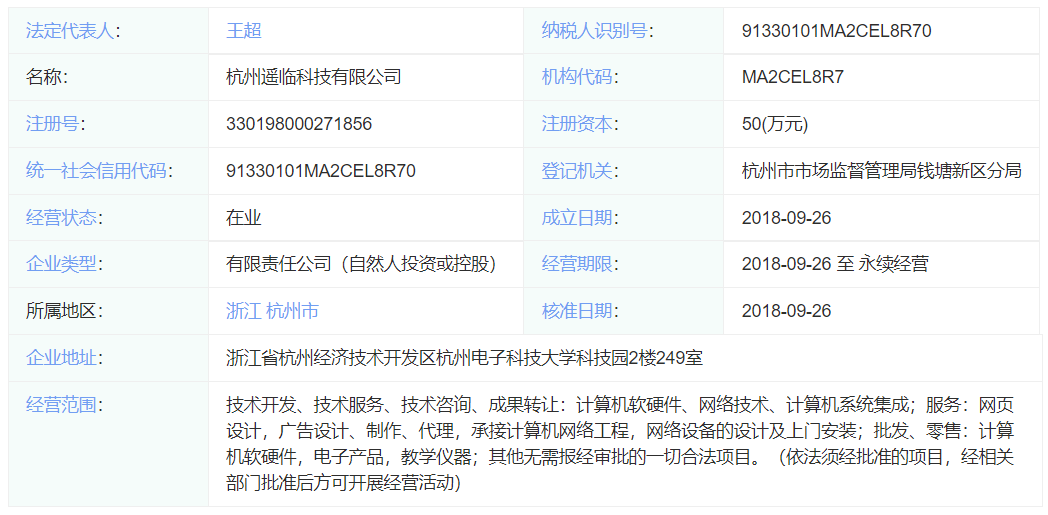 法定代表人： 王超 纳税人识别号： 91330101MA2CEL8R70
名称： 杭州遥临科技有限公司 机构代码： MA2CEL8R7
注册号： 330198000271856 注册资本： 50(万元)
统一社会信用代码： 91330101MA2CEL8R70 登记机关： 杭州市市场监督管理局钱塘新区分局
经营状态： 在业 成立日期： 2018-09-26
企业类型： 有限责任公司（自然人投资或控股） 经营期限： 2018-09-26 至 永续经营
所属地区： 浙江 杭州市 核准日期： 2018-09-26
企业地址： 浙江省杭州经济技术开发区杭州电子科技大学科技园2楼249室
经营范围： 技术开发、技术服务、技术咨询、成果转让：计算机软硬件、网络技术、计算机系统集成；服务：网页
设计，广告设计、制作、代理，承接计算机网络工程，网络设备的设计及上门安装；批发、零售：计算
机软硬件，电子产品，教学仪器；其他无需报经审批的一切合法项目。（依法须经批准的项目，经相关
部门批准后方可开展经营活动）